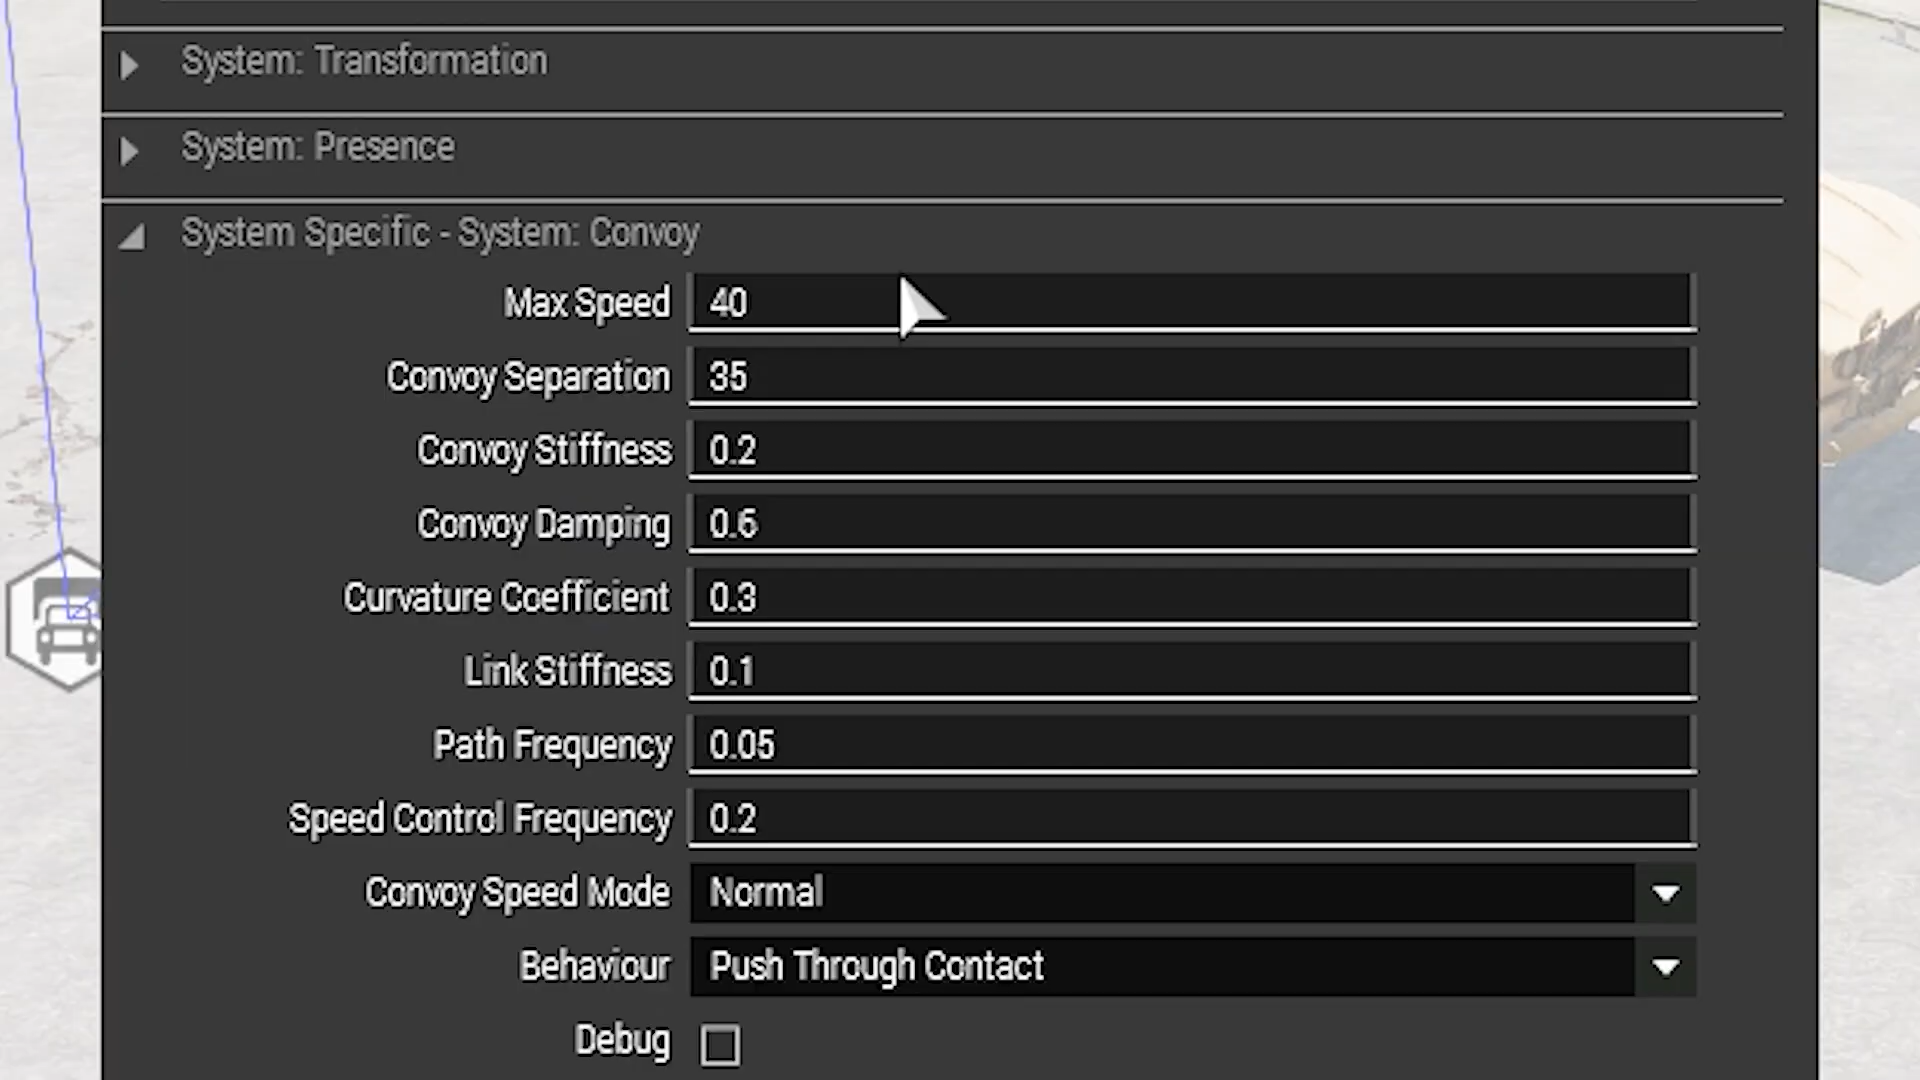 System: Transformation
System: Presence
System Specific - System: Convoy
Max Speed 40
Convoy Separation 35
Convoy Stiffness 0.2
Convoy Damping 0.6
Curvature Coefficient 0.3
Link Stiffness 0.1
Path Frequency 0.05
Speed Control Frequency 0.2
Convoy Speed Mode Normal
Behaviour Push Through Contact
Debug